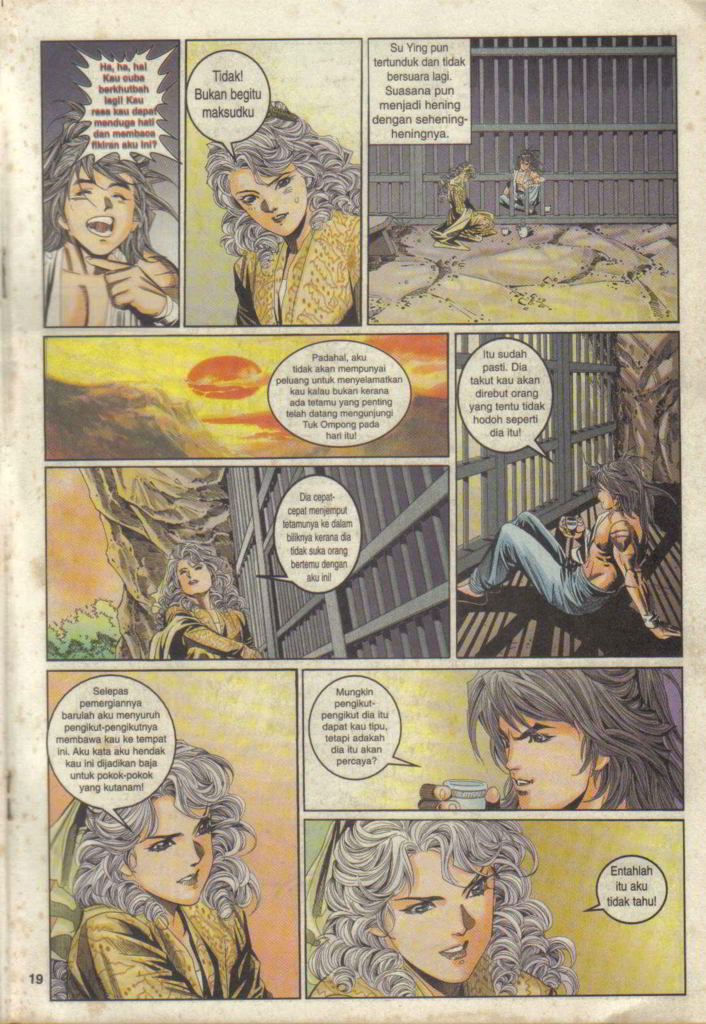 Ha, ha, ha!
Kau cuba
berkhutbah
lagi! Kau
rasa kau dapat
menduga hati
dan membaca
fikiran aku ini?
Tidak!
Bukan begitu
maksudku
Su Ying pun
tertunduk dan tidak
bersuara lagi.
Suasana pun
menjadi hening
dengan sehening-
heningnya.
Padahal, aku
tidak akan mempunyai
peluang untuk menyelamatkan
kau kalau bukan kerana
ada tetamu yang penting
telah datang mengunjungi
Tuk Ompong pada
hari itu!
Itu sudah
pasti. Dia
takut kau akan
direbut orang
yang tentu tidak
hodoh seperti
dia itu!
Dia cepat-
cepat menjemput
tetamunya ke dalam
biliknya kerana dia
tidak suka orang
bertemu dengan
aku ini!
Selepas
pemergiannya
barulah aku menyuruh
pengikut-pengikutnya
membawa kau ke tempat
ini. Aku kata aku hendak
kau ini dijadikan baja
untuk pokok-pokok
yang kutanam!
Mungkin
pengikut-
pengikut dia itu
dapat kau tipu,
tetapi adakah
dia itu akan
percaya?
Entahlah
itu aku
tidak tahu!
19